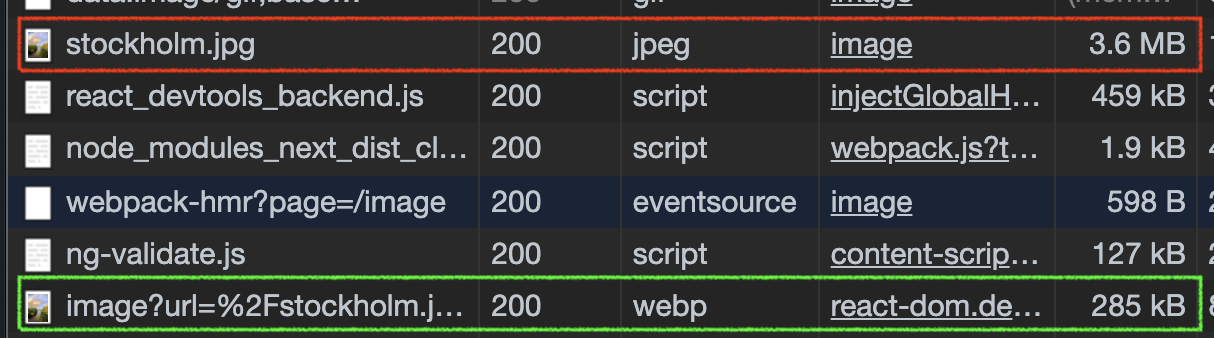 stockholm.jpg 200 jpeg image 3.6 MB
react_devtools_backend.js 200 script injectGlobalH... 459 kB
node_modules_next_dist_cl... 200 script webpack.js?t... 1.9 kB
webpack-hmr?page=/image 200 eventsource image 598 B
ng-validate.js 200 script content-scrip... 127 kB
image?url=%2Fstockholm.j... 200 webp react-dom.de... 285 kB